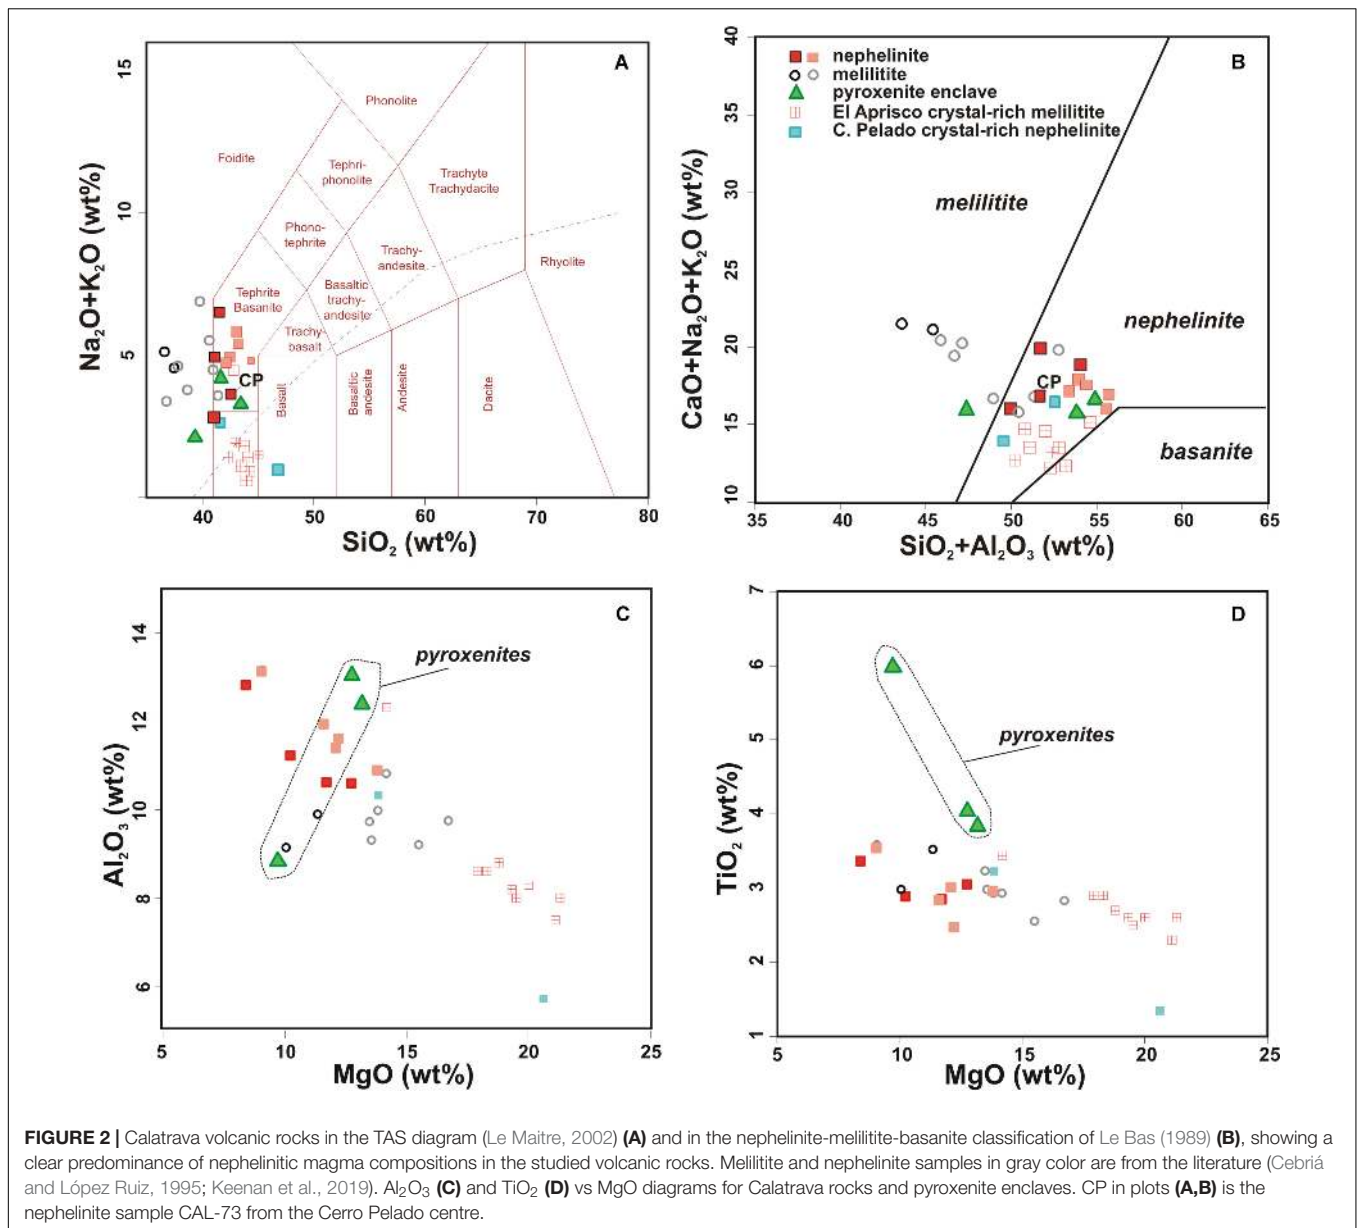 A
15
10
5
Na2O+K2O (wt%)
Phonolite
Foidite
Tephri-
phonolite
Trachyte
Trachydacite
Phono-
tephrite
Trachy-
andesite
Rhyolite
Tephrite
Basanite
Basaltic
trachy-
andesite
Trachy-
basalt
CP
Basalt
Basaltic
andesite
Andesite
Dacite
40
50
60
70
80
SiO2 (wt%)
B
40
35
30
25
20
15
10
CaO+Na2O+K2O (wt%)
nephelinite
melilitite
pyroxenite enclave
El Aprisco crystal-rich melilitite
C. Pelado crystal-rich nephelinite
melilitite
nephelinite
CP
basanite
35
40
45
50
55
60
65
SiO2+Al2O3 (wt%)
C
14
12
10
8
6
Al2O3 (wt%)
pyroxenites
5
10
15
20
25
MgO (wt%)
D
7
6
5
4
3
2
1
TiO2 (wt%)
pyroxenites
5
10
15
20
25
MgO (wt%)
FIGURE 2 | Calatrava volcanic rocks in the TAS diagram (Le Maitre, 2002) (A) and in the nephelinite-melilitite-basanite classification of Le Bas (1989) (B), showing a
clear predominance of nephelinitic magma compositions in the studied volcanic rocks. Melilitite and nephelinite samples in gray color are from the literature (Cebriá
and López Ruiz, 1995; Keenan et al., 2019). Al2O3 (C) and TiO2 (D) vs MgO diagrams for Calatrava rocks and pyroxenite enclaves. CP in plots (A,B) is the
nephelinite sample CAL-73 from the Cerro Pelado centre.